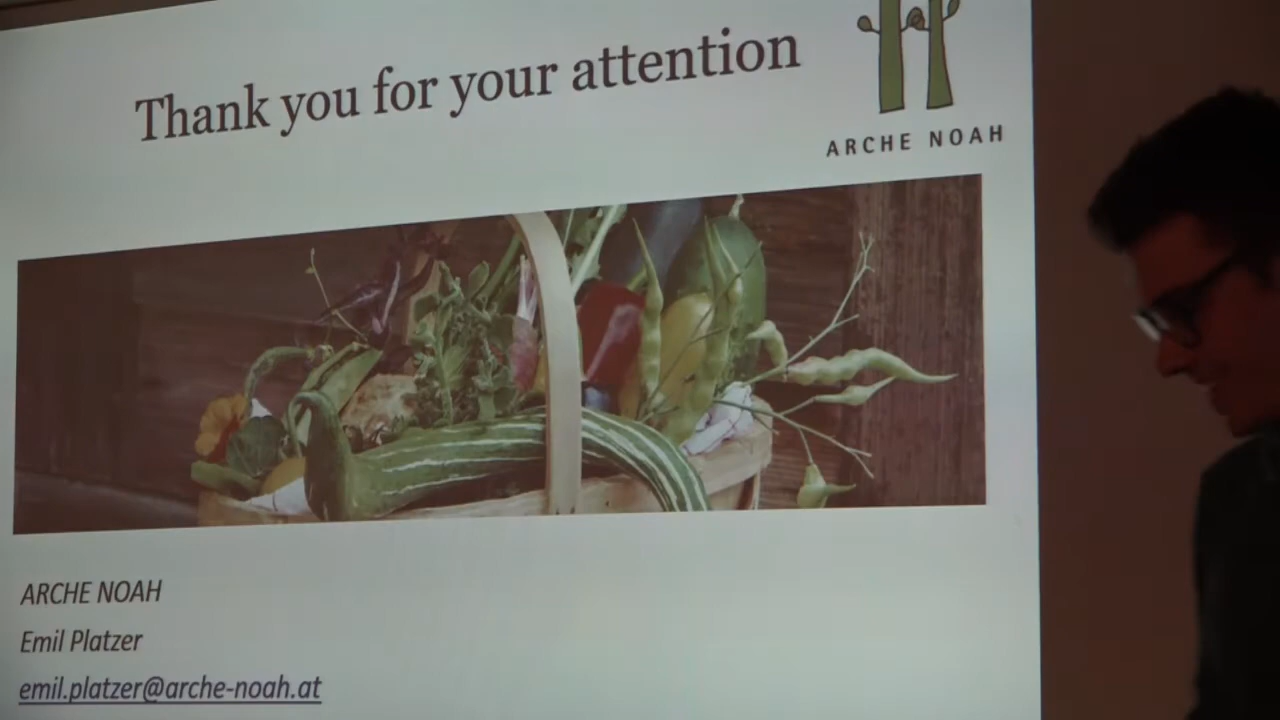 Thank you for your attention
ARCHE NOAH
ARCHE NOAH
Emil Platzer
emil.platzer@arche-noah.at